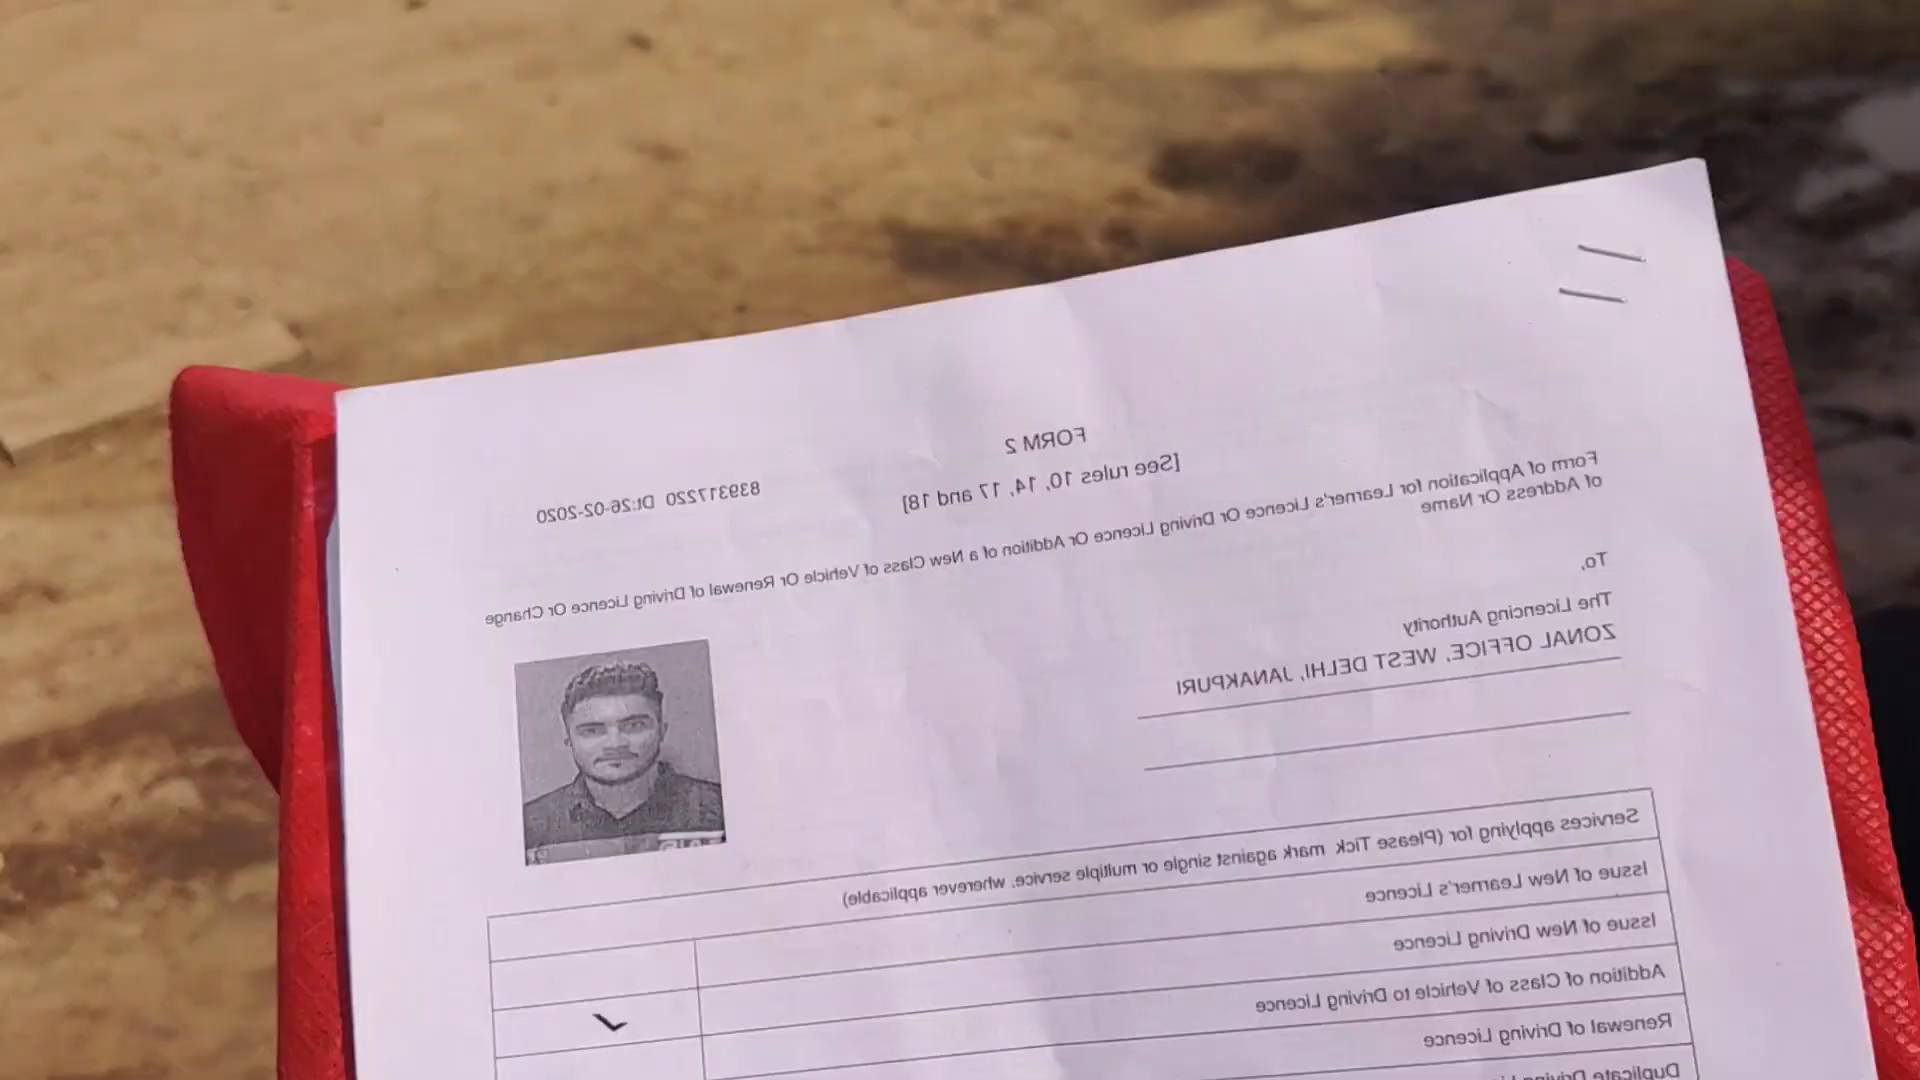 FORM 2
[See rules 10, 14, 17 and 18]
839317220 Dt:26-02-2020
Form of Application for Learner's Licence Or Driving Licence Or Addition of a New Class of Vehicle Or Renewal of Driving Licence Or Change
of Address Or Name
To,
The Licencing Authority
ZONAL OFFICE, WEST DELHI, JANAKPURI
Services applying for (Please Tick mark against single or multiple service, wherever applicable)
Issue of New Learner's Licence
Issue of New Driving Licence
Addition of Class of Vehicle to Driving Licence
Renewal of Driving Licence
Duplicate